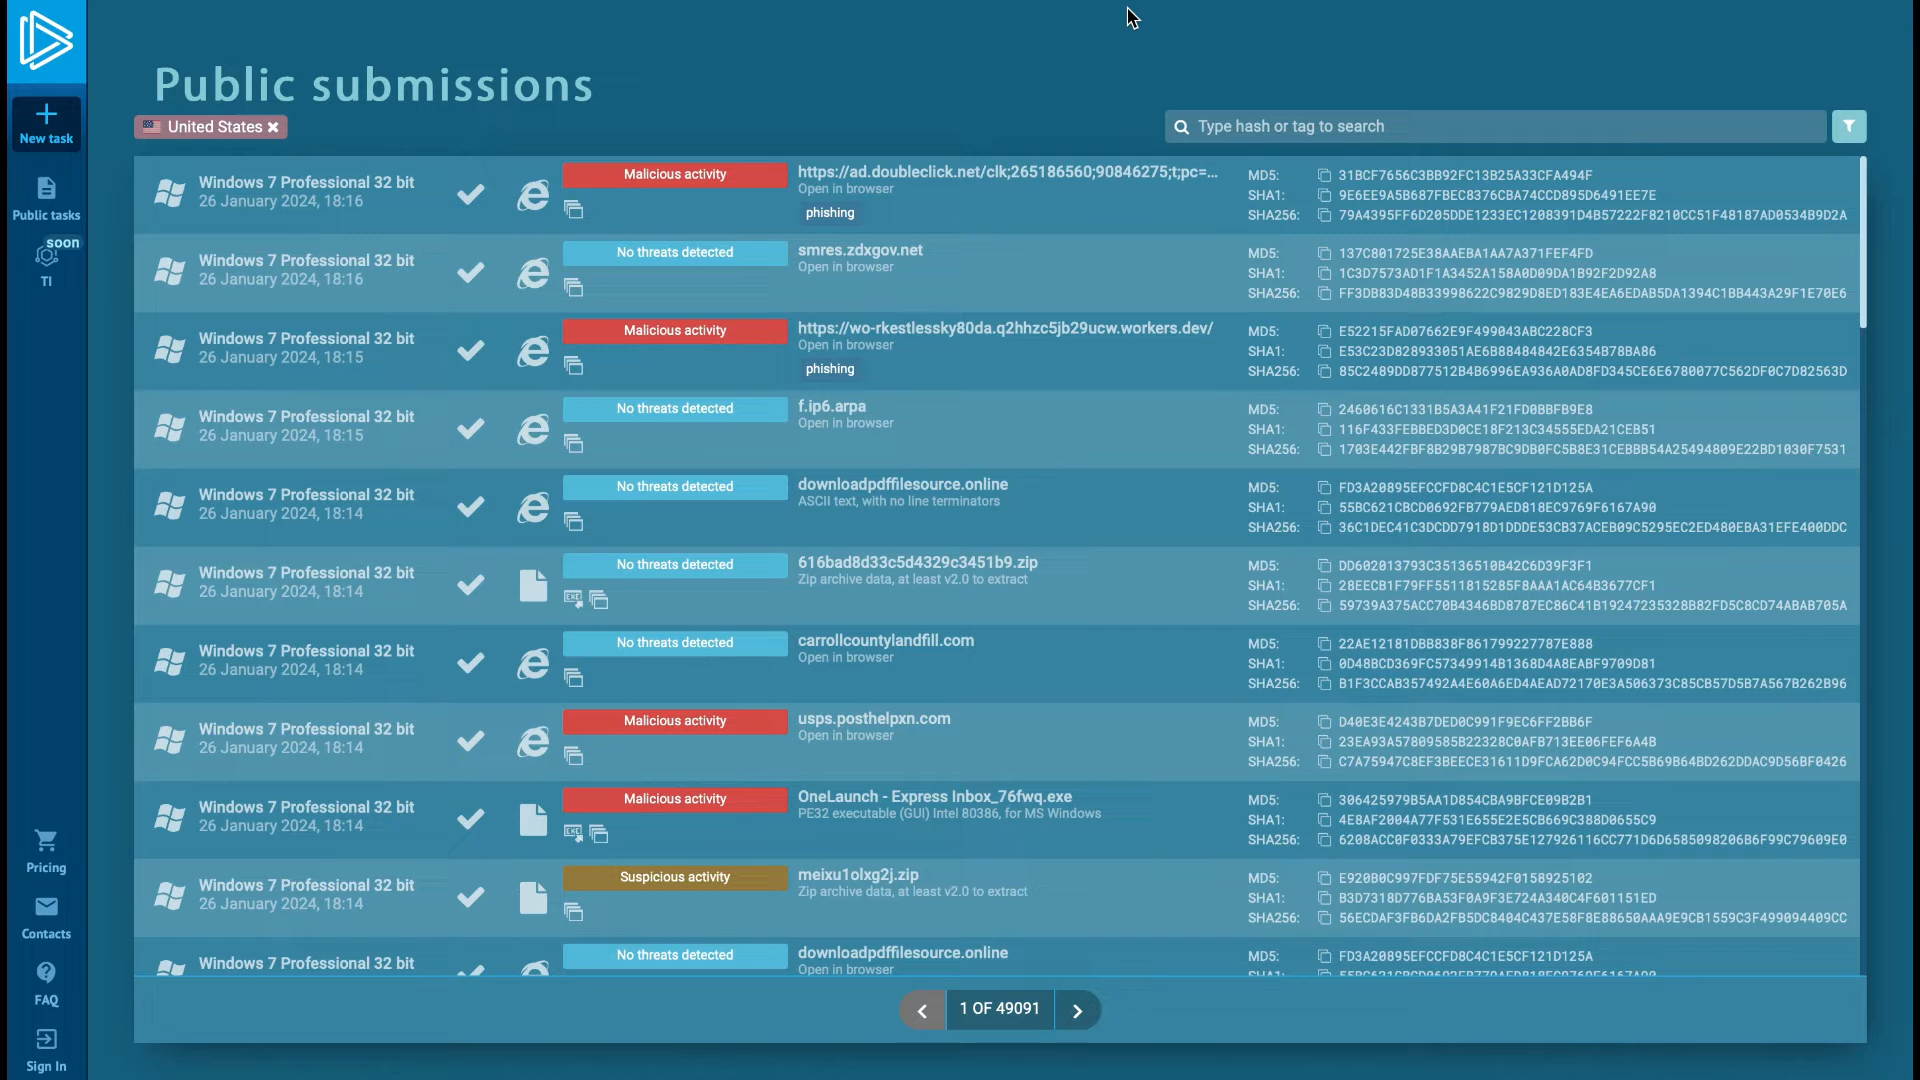 Public submissions
United States
Type hash or tag to search
New task
Public tasks
soon
TI
Pricing
Contacts
FAQ
Sign In
Windows 7 Professional 32 bit
26 January 2024, 18:16
Malicious activity
https://ad.doubleclick.net/clk;265186560;90846275;t;pc=...
Open in browser
phishing
MD5: 31BCF7656C3BB92FC13B25A33CFA494F
SHA1: 9E6EE9A5B687FBEC8376CBA74CCD895D6491EE7E
SHA256: 79A4395FF6D205DDE1233EC1208391D4B57222F8210CC51F48187AD0534B9D2A
Windows 7 Professional 32 bit
26 January 2024, 18:16
No threats detected
smres.zdxgov.net
Open in browser
MD5: 137C801725E38AAEBA1AA7A371FEF4FD
SHA1: 1C3D7573AD1F1A3452A158A0D09DA1B92F2D92A8
SHA256: FF3DB83D48B33998622C9829D8ED183E4EA6EDAB5DA1394C1BB443A29F1E70E6
Windows 7 Professional 32 bit
26 January 2024, 18:15
Malicious activity
https://wo-rkestlessky80da.q2hhzc5jb29ucw.workers.dev/
Open in browser
phishing
MD5: E52215FAD07662E9F499043ABC228CF3
SHA1: E53C23D828933051AE6B88484842E6354B78BA86
SHA256: 85C2489DD877512B4B6996EA936A0AD8FD345CE6E6780077C562DF0C7D82563D
Windows 7 Professional 32 bit
26 January 2024, 18:15
No threats detected
f.ip6.arpa
Open in browser
MD5: 2460616C1331B5A3A41F21FD0BBFB9E8
SHA1: 116F433FEBBED3D0CE18F213C34555EDA21CEB51
SHA256: 1703E442FBF8B29B7987BC9DB0FC5B8E31CEBBB54A25494809E22BD1030F7531
Windows 7 Professional 32 bit
26 January 2024, 18:14
No threats detected
downloadpdffilesource.online
ASCII text, with no line terminators
MD5: FD3A20895EFCCFD8C4C1E5CF121D125A
SHA1: 55BC621CBCD0692FB779AED818EC9769F6167A90
SHA256: 36C1DEC41C3DCDD7918D1DDDE53CB37ACEB09C5295EC2ED480EBA31EFE400DDC
Windows 7 Professional 32 bit
26 January 2024, 18:14
No threats detected
616bad8d33c5d4329c3451b9.zip
Zip archive data, at least v2.0 to extract
MD5: DD602013793C35136510B42C6D39F3F1
SHA1: 28EECB1F79FF5511815285F8AAA1AC64B3677CF1
SHA256: 59739A375ACC70B4346BD8787EC86C41B19247235328B82FD5C8CD74ABAB705A
Windows 7 Professional 32 bit
26 January 2024, 18:14
No threats detected
carrollcountylandfill.com
Open in browser
MD5: 22AE12181DBB838F861799227787E888
SHA1: 0D48BCD369FC57349914B1368D4A8EABF9709D81
SHA256: B1F3CCAB357492A4E60A6ED4AEAD72170E3A506373C85CB57D5B7A567B262B96
Windows 7 Professional 32 bit
26 January 2024, 18:14
Malicious activity
usps.posthelpxn.com
Open in browser
MD5: D40E3E4243B7DED0C991F9EC6FF2BB6F
SHA1: 23EA93A57809585B22328C0AFB713EE06FEF6A4B
SHA256: C7A75947C8EF3BEECE31611D9FCA62D0C94FCC5B69B64BD262DDAC9D56BF0426
Windows 7 Professional 32 bit
26 January 2024, 18:14
Malicious activity
OneLaunch - Express Inbox_76fwq.exe
PE32 executable (GUI) Intel 80386, for MS Windows
MD5: 306425979B5AA1D854CBA9BFCE09B2B1
SHA1: 4E8AF2004A77F531E655E2E5CB669C388D0655C9
SHA256: 6208ACC0F0333A79EFCB375E127926116CC771D6D6585098206B6F99C79609E0
Windows 7 Professional 32 bit
26 January 2024, 18:14
Suspicious activity
meixu1olxg2j.zip
Zip archive data, at least v2.0 to extract
MD5: E920B0C997FDF75E55942F0158925102
SHA1: B3D7318D776BA53F0A9F3E724A340C4F601151ED
SHA256: 56ECDAF3FB6DA2FB5DC8404C437E58F8E88650AAA9E9CB1559C3F499094409CC
Windows 7 Professional 32 bit
No threats detected
downloadpdffilesource.online
Open in browser
MD5: FD3A20895EFCCFD8C4C1E5CF121D125A
1 OF 49091